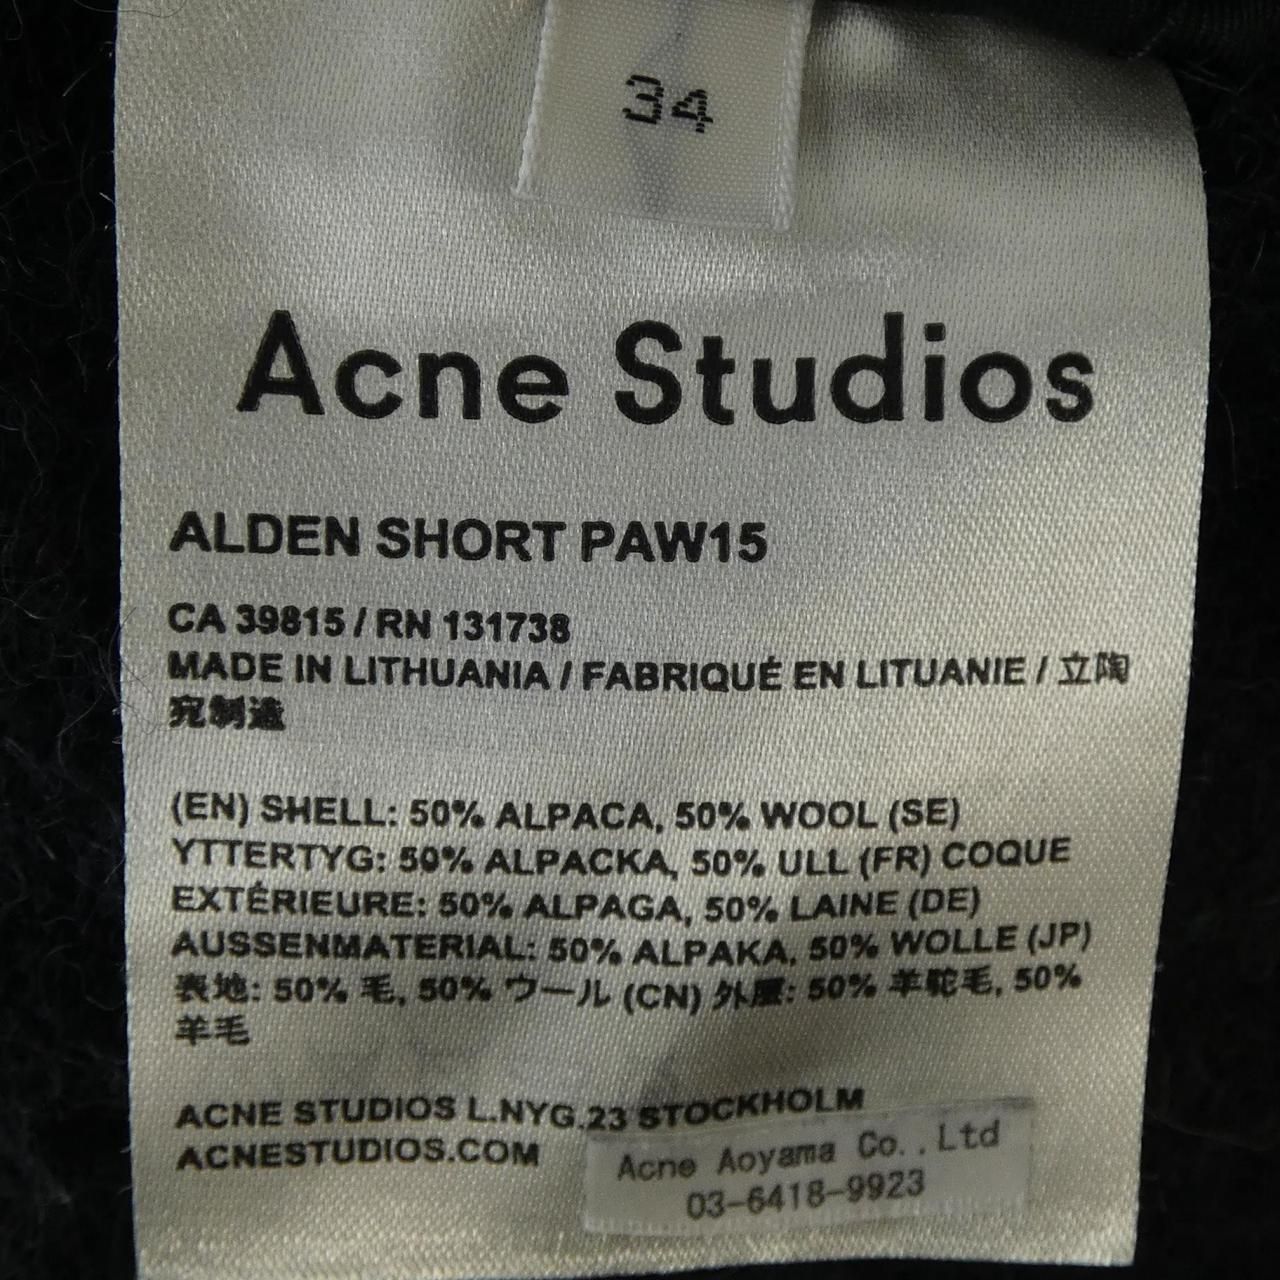 34
Acne Studios
ALDEN SHORT PAW15
CA 39815 / RN 131738
MADE IN LITHUANIA / FABRIQUÉ EN LITUANIE / 立陶
宛制造
(EN) SHELL: 50% ALPACA, 50% WOOL (SE)
YTTERTYG: 50% ALPACKA, 50% ULL (FR) COQUE
EXTÉRIEURE: 50% ALPAGA, 50% LAINE (DE)
AUSSENMATERIAL: 50% ALPAKA, 50% WOLLE (JP)
表地: 50% 毛, 50% ウール (CN) 外层: 50% 羊驼毛, 50%
羊毛
ACNE STUDIOS L.NYG.23 STOCKHOLM
ACNESTUDIOS.COM
Acne Aoyama Co.,Ltd
03-6418-9923